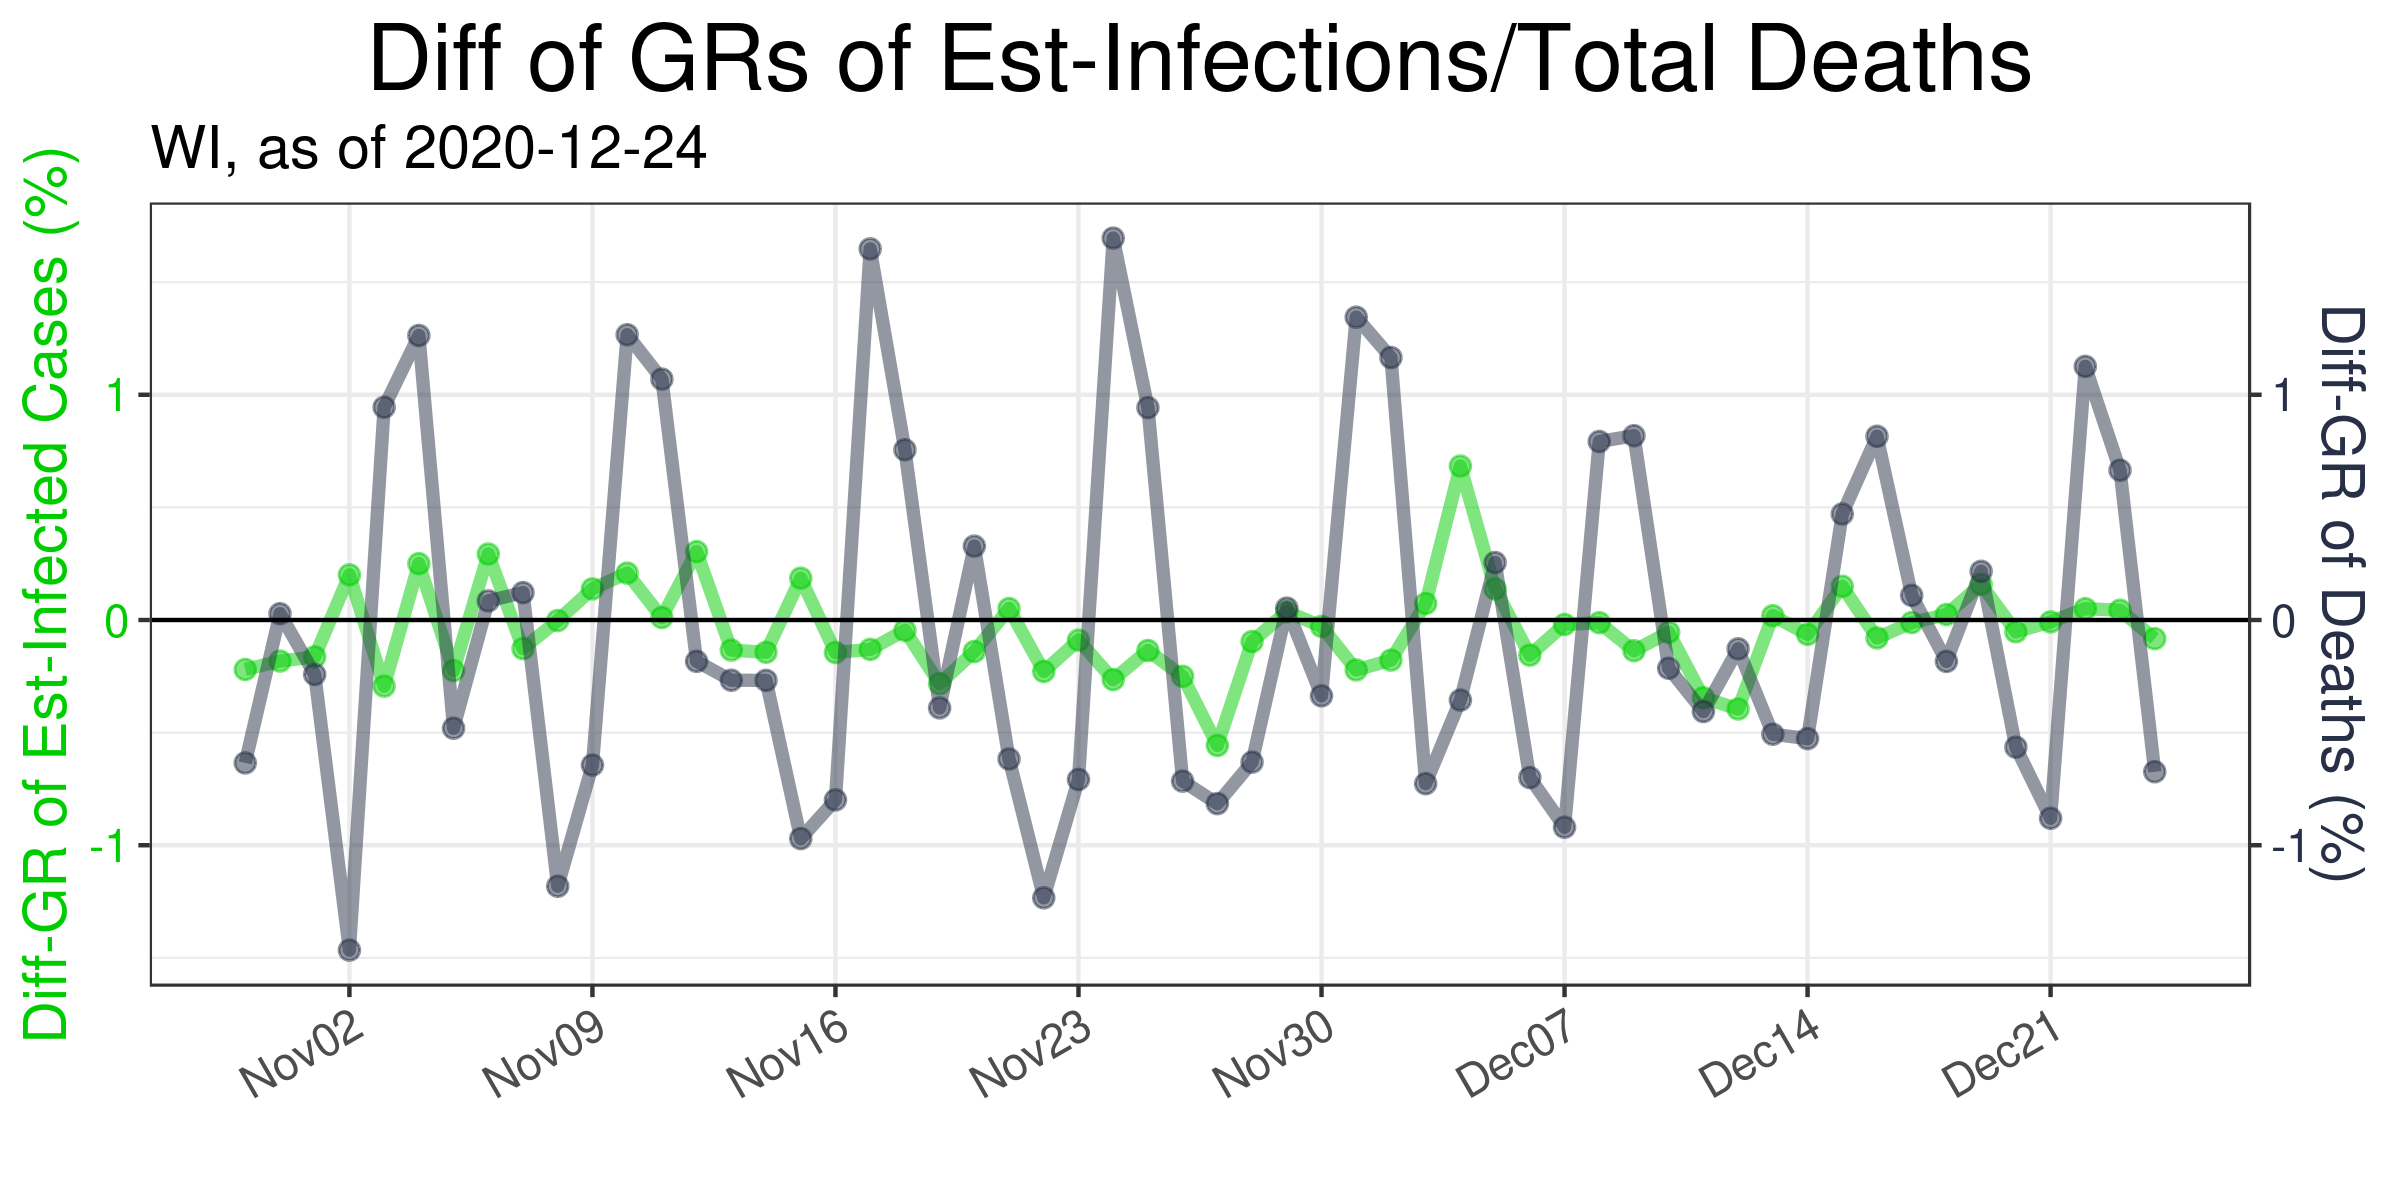 Diff of GRs of Est-Infections/Total Deaths
WI, as of 2020-12-24
Diff-GR of Est-Infected Cases (%)
1
0
-1
1
0
-1
Diff-GR of Deaths (%)
Nov02
Nov09
Nov16
Nov23
Nov30
Dec07
Dec14
Dec21